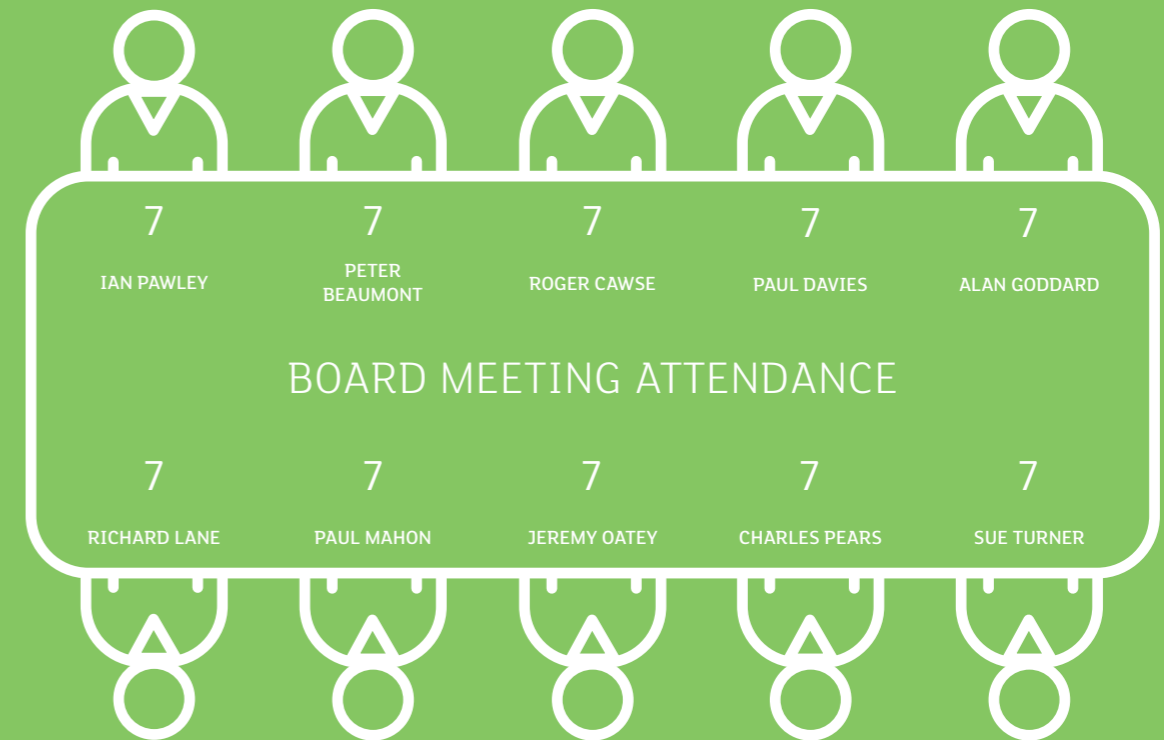 7
IAN PAWLEY
7
PETER
BEAUMONT
7
ROGER CAWSE
7
PAUL DAVIES
7
ALAN GODDARD
BOARD MEETING ATTENDANCE
7
RICHARD LANE
7
PAUL MAHON
7
JEREMY OATEY
7
CHARLES PEARS
7
SUE TURNER